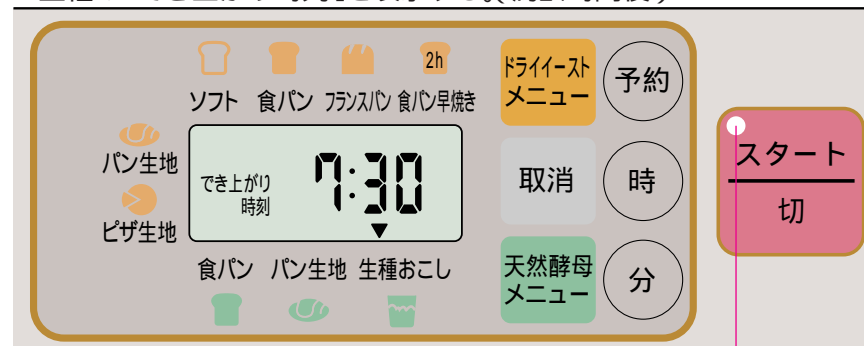 2h
ソフト 食パン フランスパン 食パン早焼き
パン生地
ピザ生地
でき上がり
時刻
7:30
食パン パン生地 生種おこし
ドライイースト
メニュー
予約
取消
時
天然酵母
メニュー
分
スタート
切